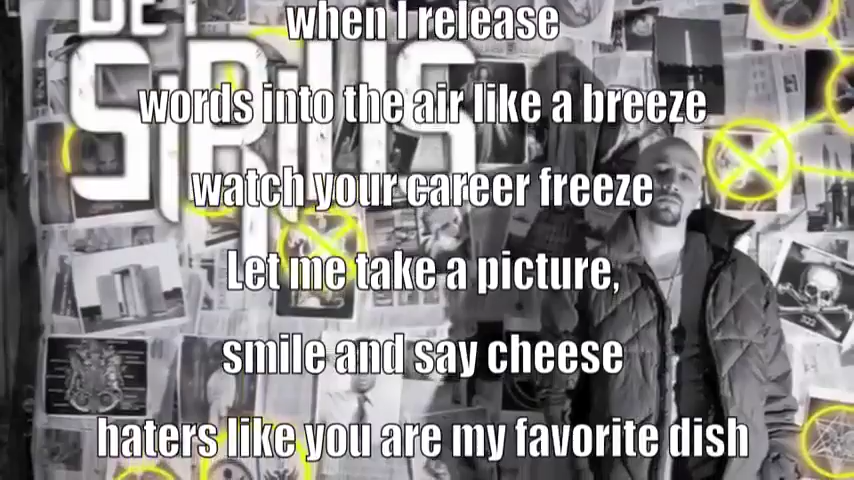 when I release
SIRIUS
words into the air like a breeze
watch your career freeze
Let me take a picture,
smile and say cheese
haters like you are my favorite dish